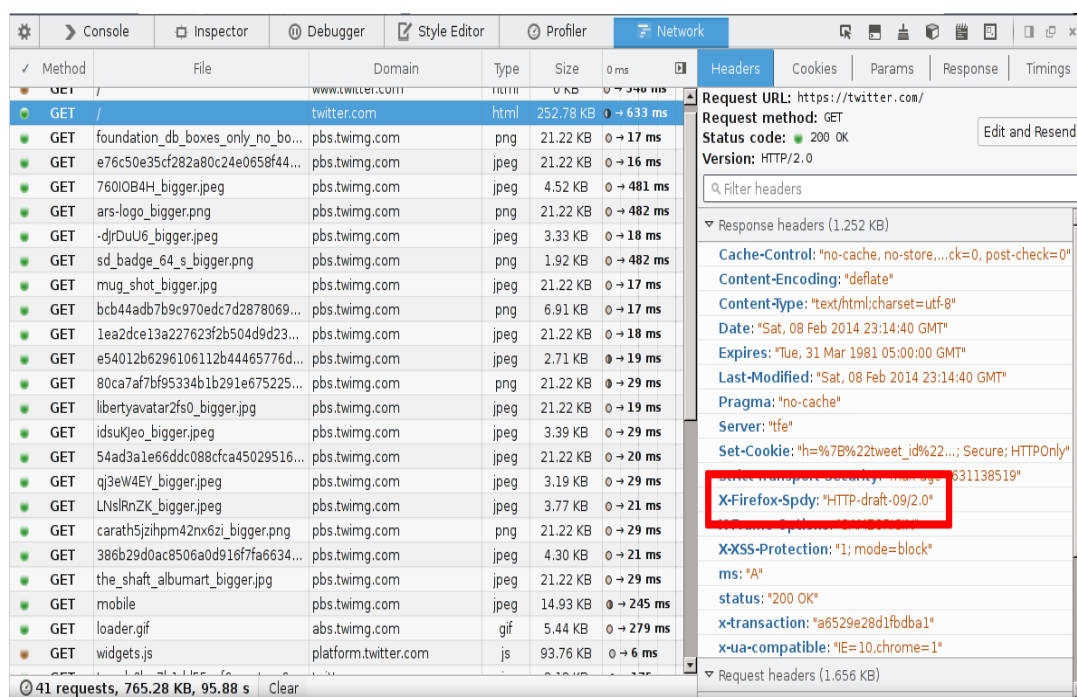 Console Inspector Debugger Style Editor Profiler Network
✓ Method File Domain Type Size 0 ms Headers Cookies Params Response Timings
GET / www.twitter.com html 0 KB 0 → 348 ms
GET / twitter.com html 252.78 KB → 633 ms
GET foundation_db_boxes_only_no_bo... pbs.twimg.com png 21.22 KB → 17 ms
GET e76c50e35cf282a80c24e0658f44... pbs.twimg.com jpeg 21.22 KB → 16 ms
GET 760IOB4H_bigger.jpeg pbs.twimg.com jpeg 4.52 KB → 481 ms
GET ars-logo_bigger.png pbs.twimg.com png 21.22 KB → 482 ms
GET -dJrDuU6_bigger.jpeg pbs.twimg.com jpeg 3.33 KB → 18 ms
GET sd_badge_64_s_bigger.png pbs.twimg.com png 1.92 KB → 482 ms
GET mug_shot_bigger.jpg pbs.twimg.com jpeg 21.22 KB → 17 ms
GET bcb44adb7b9c970edc7d2878069... pbs.twimg.com png 6.91 KB → 17 ms
GET 1ea2dce13a227623f2b504d9d23... pbs.twimg.com jpeg 21.22 KB → 18 ms
GET e54012b6296106112b44465776d... pbs.twimg.com jpeg 2.71 KB → 19 ms
GET 80ca7af7bf95334b1b291e675225... pbs.twimg.com png 21.22 KB → 29 ms
GET libertyavatar2fs0_bigger.jpg pbs.twimg.com jpeg 21.22 KB → 19 ms
GET idsuKJeo_bigger.jpeg pbs.twimg.com jpeg 3.39 KB → 29 ms
GET 54ad3a1e66ddc088cfca45029516... pbs.twimg.com jpeg 21.22 KB → 20 ms
GET qj3eW4EY_bigger.jpeg pbs.twimg.com jpeg 3.19 KB → 29 ms
GET LNslRnZK_bigger.jpeg pbs.twimg.com jpeg 3.77 KB → 21 ms
GET carath5jzihpm42nx6zi_bigger.png pbs.twimg.com png 21.22 KB → 29 ms
GET 386b29d0ac8506a0d916f7fa6634... pbs.twimg.com jpeg 4.30 KB → 21 ms
GET the_shaft_albumart_bigger.jpg pbs.twimg.com jpeg 21.22 KB → 29 ms
GET mobile pbs.twimg.com jpeg 14.93 KB → 245 ms
GET loader.gif abs.twimg.com gif 5.44 KB → 279 ms
GET widgets.js platform.twitter.com js 93.76 KB → 6 ms
41 requests, 765.28 KB, 95.88 s Clear
Request URL: https://twitter.com/
Request method: GET
Status code: 200 OK
Edit and Resend
Version: HTTP/2.0
Filter headers
Response headers (1.252 KB)
Cache-Control: "no-cache, no-store,...ck=0, post-check=0"
Content-Encoding: "deflate"
Content-Type: "text/html;charset=utf-8"
Date: "Sat, 08 Feb 2014 23:14:40 GMT"
Expires: "Tue, 31 Mar 1981 05:00:00 GMT"
Last-Modified: "Sat, 08 Feb 2014 23:14:40 GMT"
Pragma: "no-cache"
Server: "tfe"
Set-Cookie: "h=%7B%22tweet_id%22...; Secure; HTTPOnly"
Strict-Transport-Security: "max-age=631138519"
X-Firefox-Spdy: "HTTP-draft-09/2.0"
X-XSS-Protection: "1; mode=block"
ms: "A"
status: "200 OK"
x-transaction: "a6529e28d1fbdba1"
x-ua-compatible: "IE=10,chrome=1"
Request headers (1.656 KB)